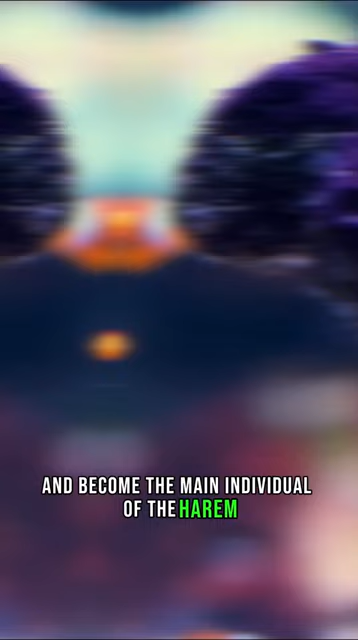 AND BECOME THE MAIN INDIVIDUAL
OF THE HAREM